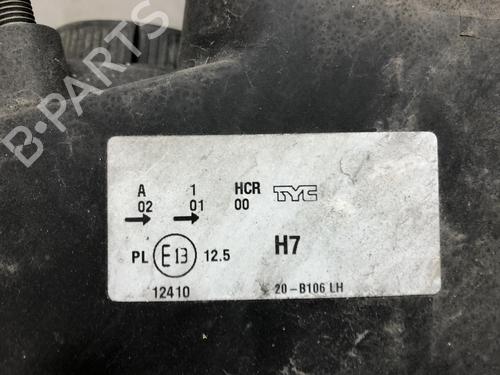 A 1 HCR TYC
02 01 00
PL E13 12.5 H7
12410 20-B106 LH
B-PARTS